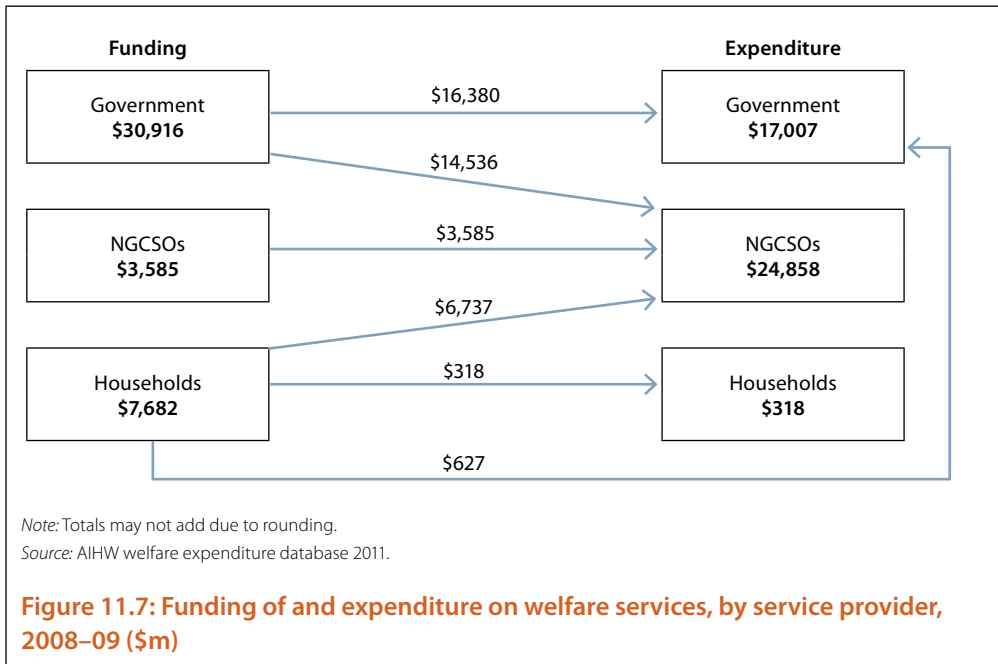 Funding
Expenditure
Government
$30,916
$16,380
Government
$17,007
$14,536
NGCSOs
$3,585
$3,585
NGCSOs
$24,858
$6,737
Households
$7,682
$318
Households
$318
$627
Note: Totals may not add due to rounding.
Source: AIHW welfare expenditure database 2011.
Figure 11.7: Funding of and expenditure on welfare services, by service provider,
2008–09 ($m)